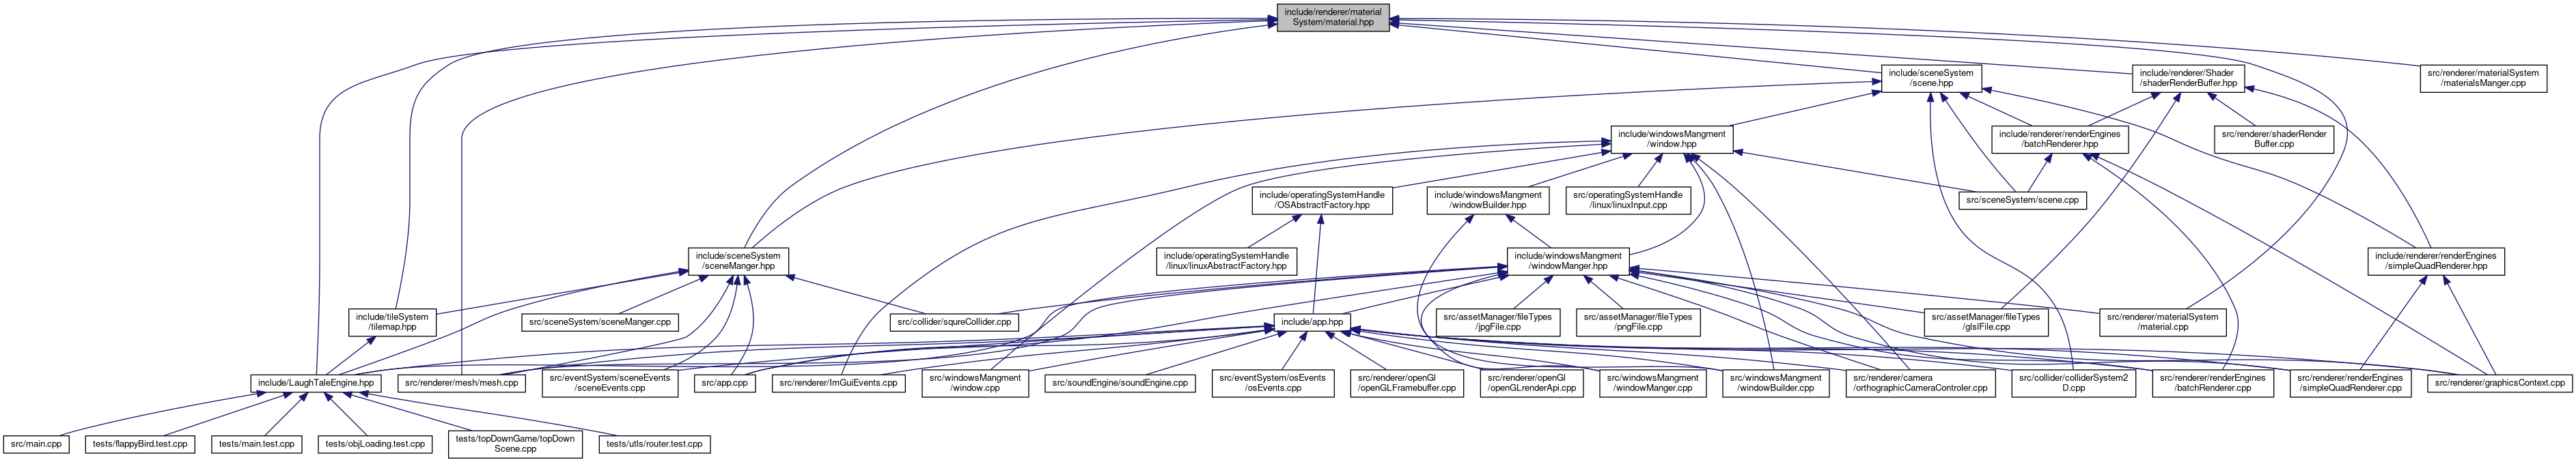 include/renderer/material
System/material.hpp
include/sceneSystem
/scene.hpp
include/renderer/Shader
/shaderRenderBuffer.hpp
src/renderer/materialSystem
/materialsManger.cpp
include/windowsMangment
/window.hpp
include/renderer/renderEngines
/batchRenderer.hpp
src/renderer/shaderRender
Buffer.cpp
include/operatingSystemHandle
/OSAbstractFactory.hpp
include/windowsMangment
/windowBuilder.hpp
src/operatingSystemHandle
/linux/linuxInput.cpp
src/sceneSystem/scene.cpp
include/sceneSystem
/sceneManger.hpp
include/operatingSystemHandle
/linux/linuxAbstractFactory.hpp
include/windowsMangment
/windowManger.hpp
include/renderer/renderEngines
/simpleQuadRenderer.hpp
include/tileSystem
/tilemap.hpp
src/sceneSystem/sceneManger.cpp
src/collider/squreCollider.cpp
include/app.hpp
src/assetManager/fileTypes
/jpgFile.cpp
src/assetManager/fileTypes
/pngFile.cpp
src/assetManager/fileTypes
/glslFile.cpp
src/renderer/materialSystem
/material.cpp
include/LaughTaleEngine.hpp
src/renderer/mesh/mesh.cpp
src/eventSystem/sceneEvents
/sceneEvents.cpp
src/app.cpp
src/renderer/ImGuiEvents.cpp
src/windowsMangment
/window.cpp
src/soundEngine/soundEngine.cpp
src/eventSystem/osEvents
/osEvents.cpp
src/renderer/openGl
/openGLFramebuffer.cpp
src/renderer/openGl
/openGLrenderApi.cpp
src/windowsMangment
/windowManger.cpp
src/windowsMangment
/windowBuilder.cpp
src/renderer/camera
/orthographicCameraControler.cpp
src/collider/colliderSystem2
D.cpp
src/renderer/renderEngines
/batchRenderer.cpp
src/renderer/renderEngines
/simpleQuadRenderer.cpp
src/renderer/graphicsContext.cpp
src/main.cpp
tests/flappyBird.test.cpp
tests/main.test.cpp
tests/objLoading.test.cpp
tests/topDownGame/topDown
Scene.cpp
tests/utls/router.test.cpp